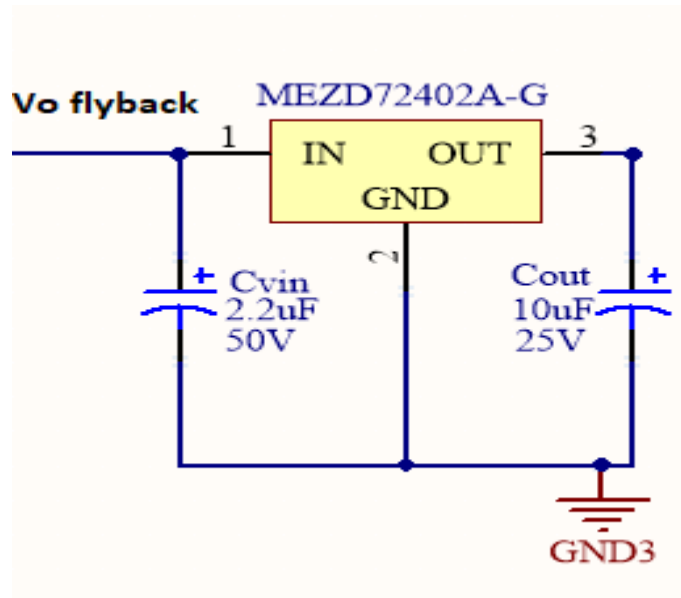 Vo flyback
MEZD72402A-G
1
IN
OUT
3
GND
2
Cvin
2.2uF
50V
Cout
10uF
25V
GND3